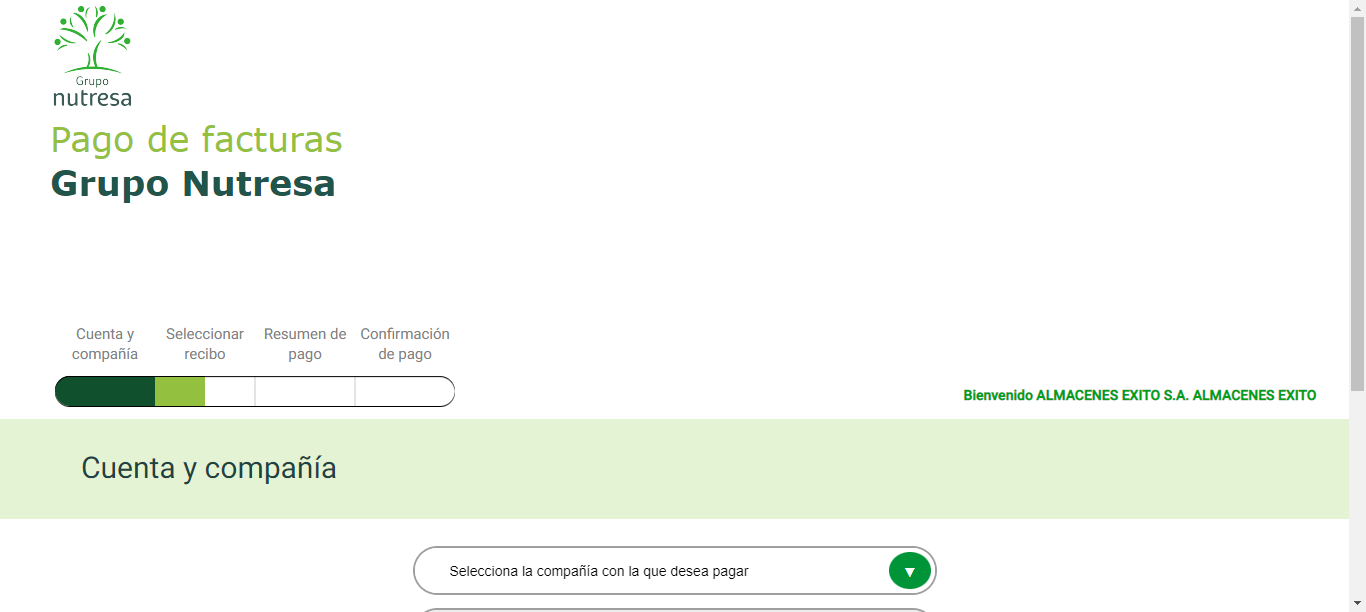 Grupo
nutresa
Pago de facturas
Grupo Nutresa
Cuenta y
compañía
Seleccionar
recibo
Resumen de
pago
Confirmación
de pago
Bienvenido ALMACENES EXITO S.A. ALMACENES EXITO
Cuenta y compañía
Selecciona la compañía con la que desea pagar